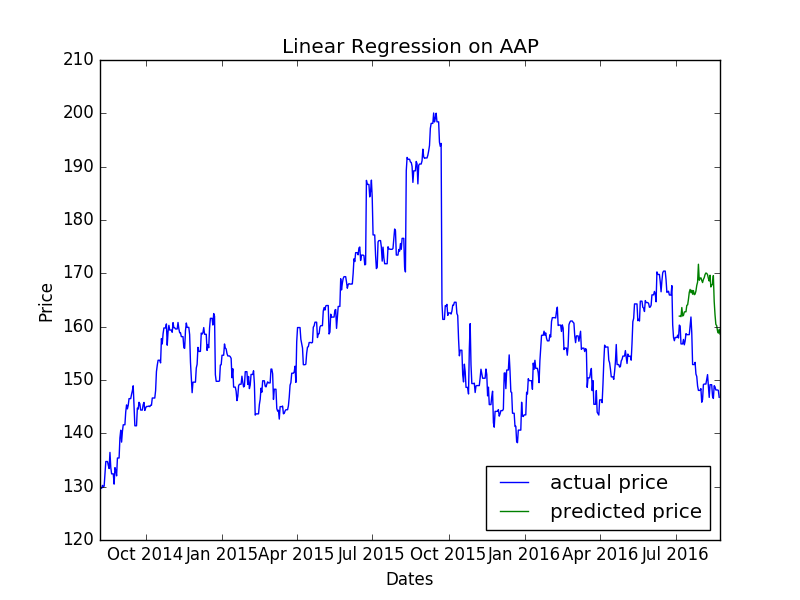 Linear Regression on AAP
210
200
190
180
170
160
150
140
130
120
Price
Oct 2014 Jan 2015 Apr 2015 Jul 2015 Oct 2015 Jan 2016 Apr 2016 Jul 2016
Dates
actual price
predicted price